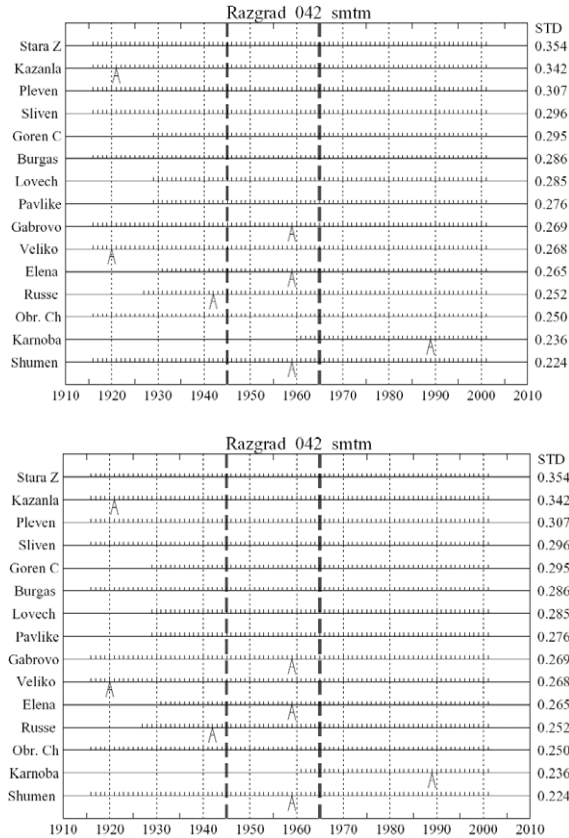 Razgrad 042 smtm
STD
Stara Z 0.354
Kazanla 0.342
Pleven 0.307
Sliven 0.296
Goren C 0.295
Burgas 0.286
Lovech 0.285
Pavlike 0.276
Gabrovo 0.269
Veliko 0.268
Elena 0.265
Russe 0.252
Obr. Ch 0.250
Karnoba 0.236
Shumen 0.224
1910 1920 1930 1940 1950 1960 1970 1980 1990 2000 2010
Razgrad 042 smtm
STD
Stara Z 0.354
Kazanla 0.342
Pleven 0.307
Sliven 0.296
Goren C 0.295
Burgas 0.286
Lovech 0.285
Pavlike 0.276
Gabrovo 0.269
Veliko 0.268
Elena 0.265
Russe 0.252
Obr. Ch 0.250
Karnoba 0.236
Shumen 0.224
1910 1920 1930 1940 1950 1960 1970 1980 1990 2000 2010